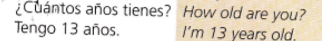 ¿Cuántos años tienes? How old are you?
Tengo 13 años. I'm 13 years old.